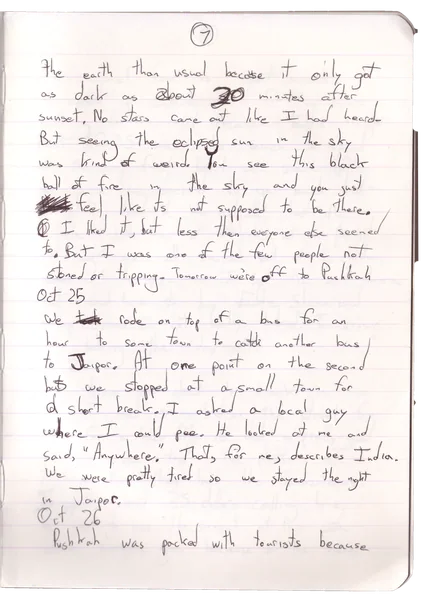 7
the earth than usual because it only got
as dark as about 20 minutes after
sunset. No stars came out like I had heard.
But seeing the eclipsed sun in the sky
was kind of weird. You see this black
ball of fire in the sky and you just
feel like its not supposed to be there.
I liked it, but less then everyone else seemed
to. But I was one of the few people not
stoned or tripping. Tomorrow we're off to Pushkah
Oct 25
We rode on top of a bus for an
hour to some town to catch another bus
to Jaipor. At one point on the second
bus we stopped at a small town for
a short break. I asked a local guy
where I could pee. He looked at me and
said, "Anywhere." That, for me, describes India.
We were pretty tired so we stayed the night
in Jaipor.
Oct 26
Pushkah was packed with tourists because